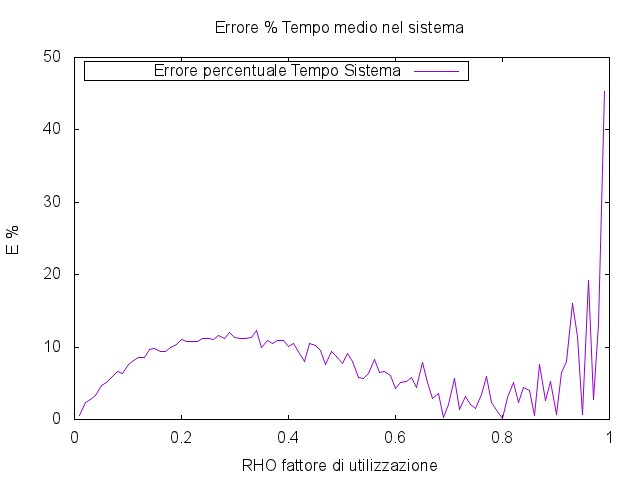 Errore % Tempo medio nel sistema
50
Errore percentuale Tempo Sistema
40
30
E %
20
10
0
0 0.2 0.4 0.6 0.8 1
RHO fattore di utilizzazione